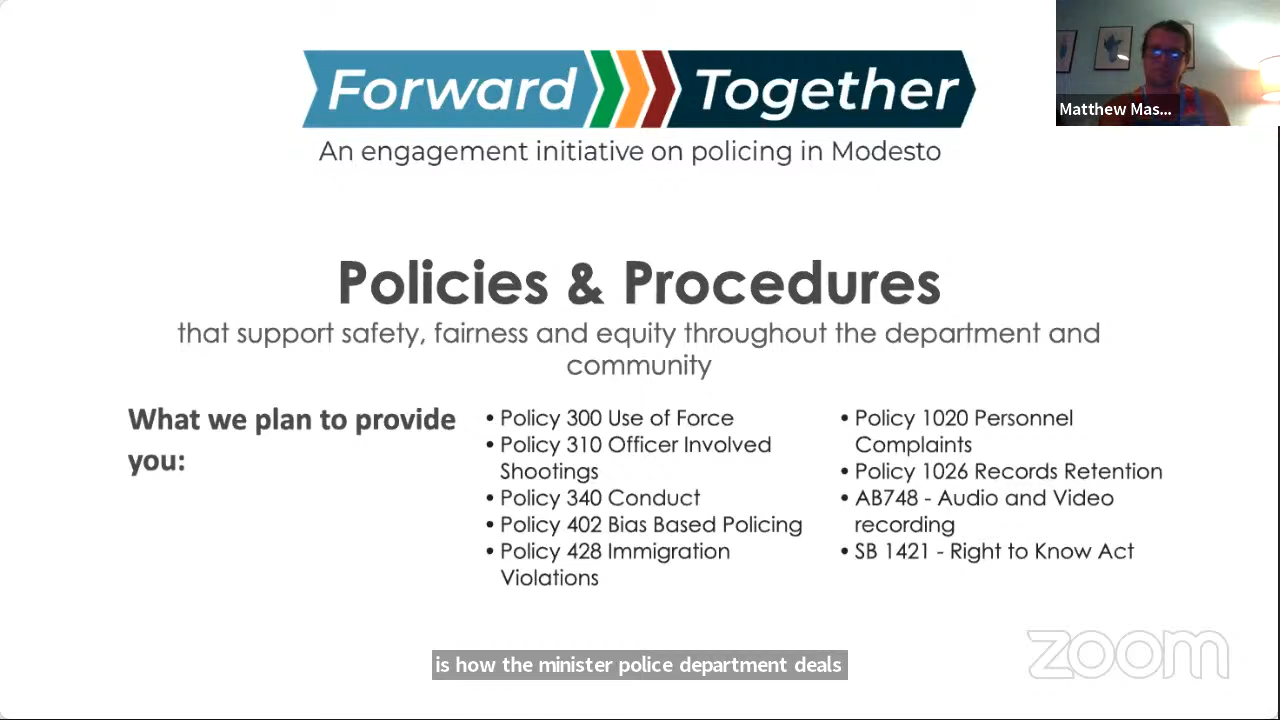 Forward Together
An engagement initiative on policing in Modesto
Matthew Mas...
Policies & Procedures
that support safety, fairness and equity throughout the department and
community
What we plan to provide
you:
• Policy 300 Use of Force
• Policy 310 Officer Involved
Shootings
• Policy 340 Conduct
• Policy 402 Bias Based Policing
• Policy 428 Immigration
Violations
• Policy 1020 Personnel
Complaints
• Policy 1026 Records Retention
• AB748 - Audio and Video
recording
• SB 1421 - Right to Know Act
is how the minister police department deals
zoom